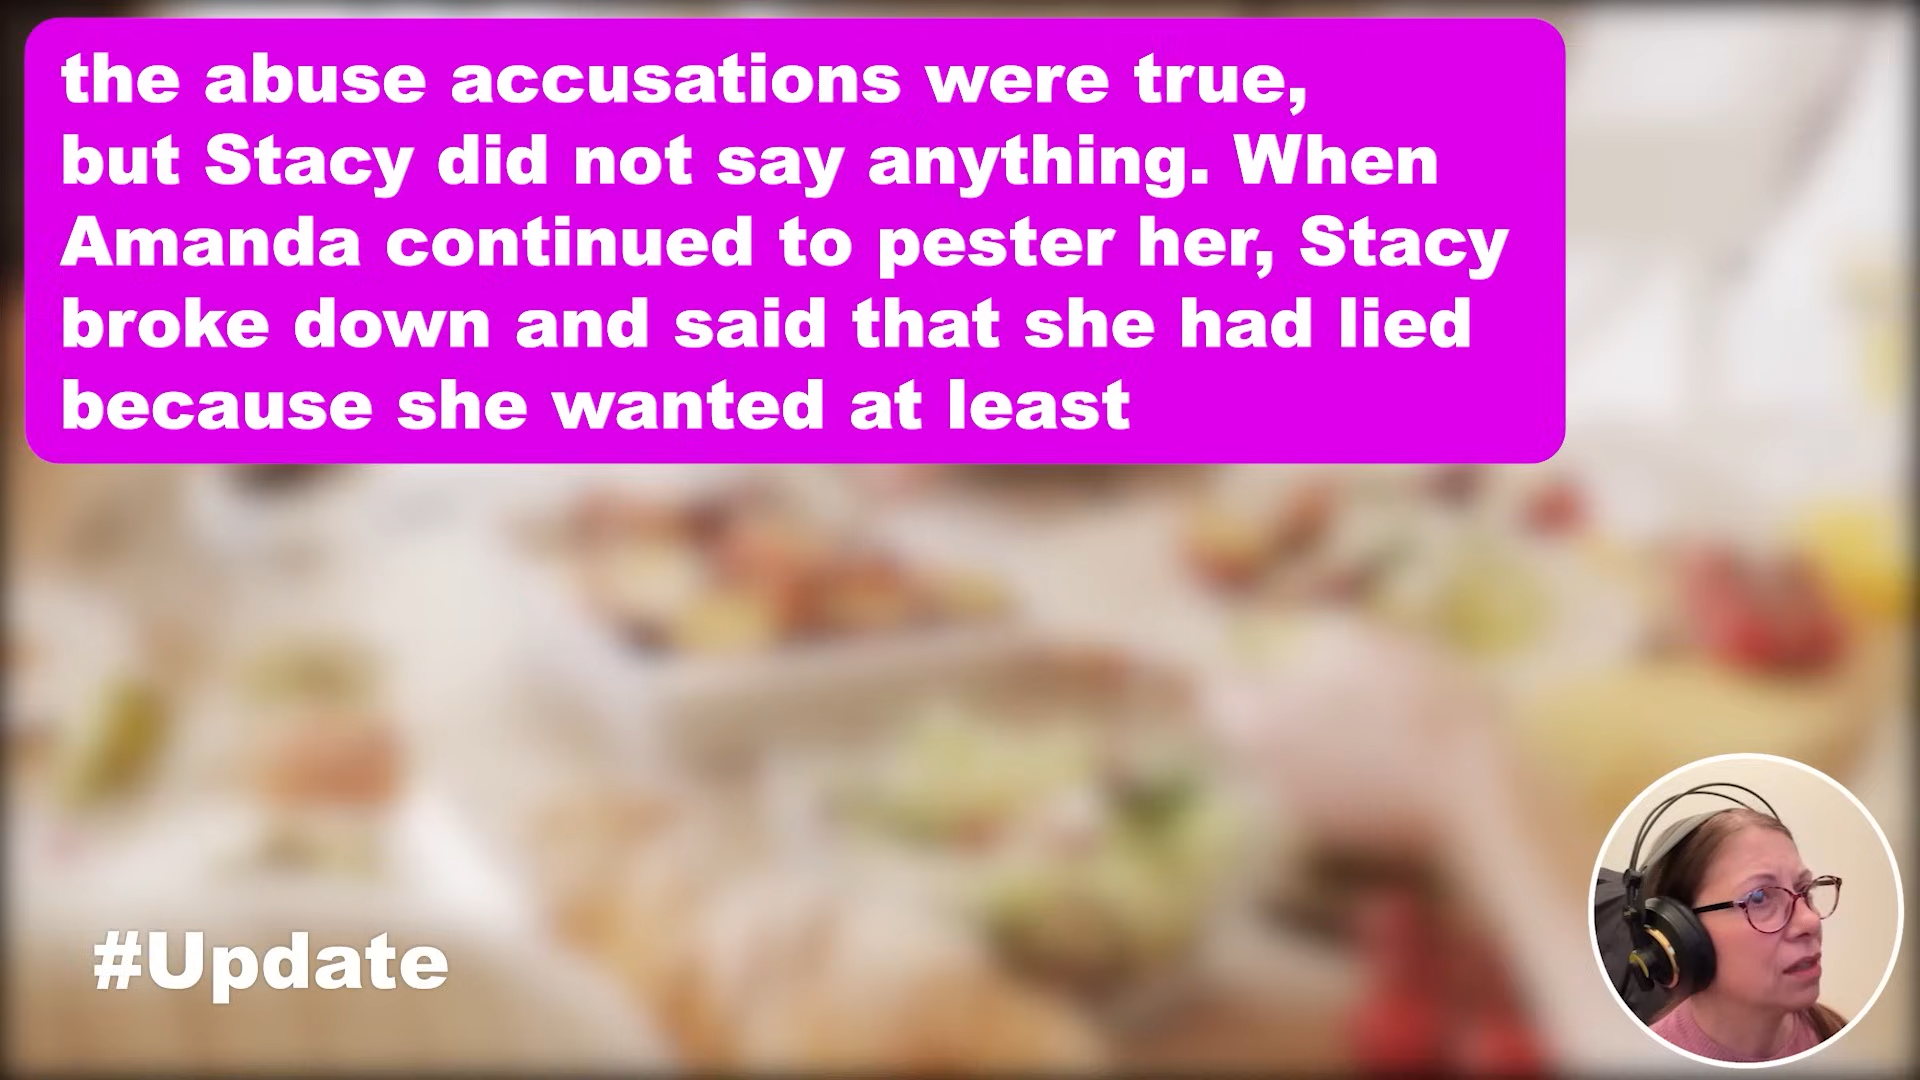 the abuse accusations were true,
but Stacy did not say anything. When
Amanda continued to pester her, Stacy
broke down and said that she had lied
because she wanted at least
#Update